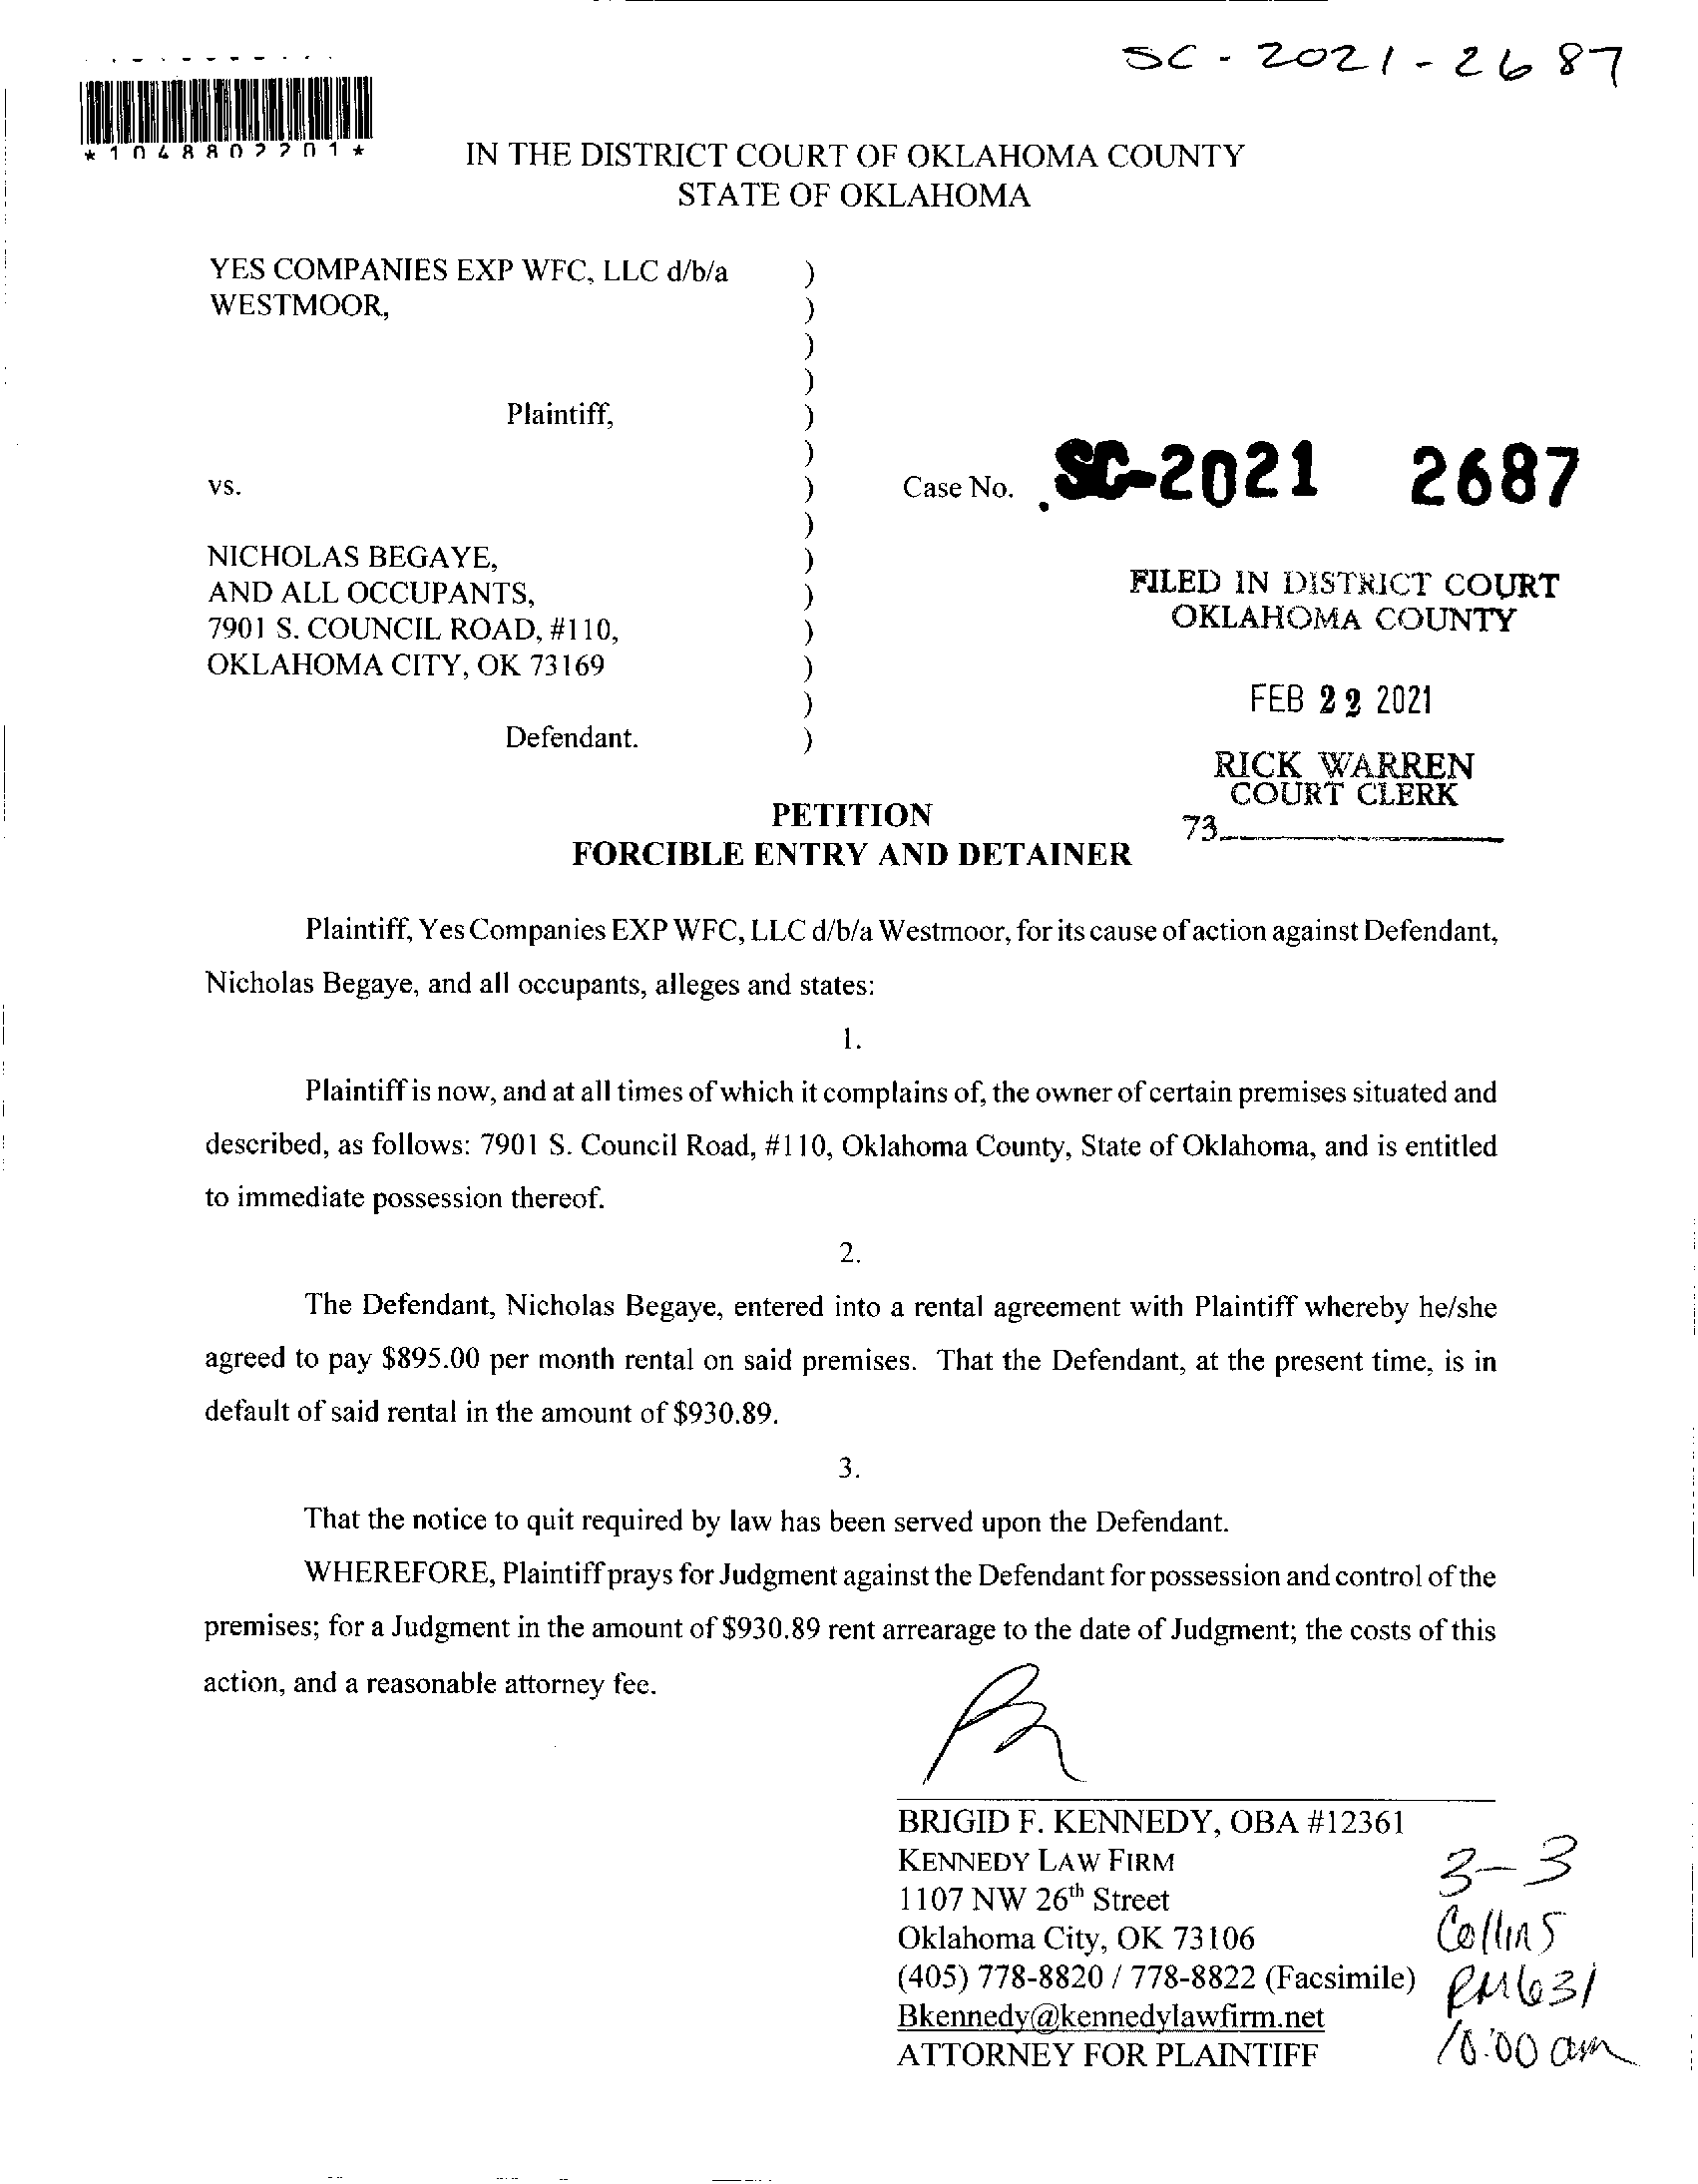 SC-2021-2687
*1048802201*
IN THE DISTRICT COURT OF OKLAHOMA COUNTY
STATE OF OKLAHOMA
YES COMPANIES EXP WFC, LLC d/b/a )
WESTMOOR, )
)
)
Plaintiff, )
)
vs. ) Case No. SC-2021 2687
)
NICHOLAS BEGAYE, )
AND ALL OCCUPANTS, )
7901 S. COUNCIL ROAD, #110, )
OKLAHOMA CITY, OK 73169 )
)
Defendant. )
FILED IN DISTRICT COURT
OKLAHOMA COUNTY
FEB 22 2021
RICK WARREN
COURT CLERK
73
PETITION
FORCIBLE ENTRY AND DETAINER
Plaintiff, Yes Companies EXP WFC, LLC d/b/a Westmoor, for its cause of action against Defendant,
Nicholas Begaye, and all occupants, alleges and states:
1.
Plaintiff is now, and at all times of which it complains of, the owner of certain premises situated and
described, as follows: 7901 S. Council Road, #110, Oklahoma County, State of Oklahoma, and is entitled
to immediate possession thereof.
2.
The Defendant, Nicholas Begaye, entered into a rental agreement with Plaintiff whereby he/she
agreed to pay $895.00 per month rental on said premises. That the Defendant, at the present time, is in
default of said rental in the amount of $930.89.
3.
That the notice to quit required by law has been served upon the Defendant.
WHEREFORE, Plaintiff prays for Judgment against the Defendant for possession and control of the
premises; for a Judgment in the amount of $930.89 rent arrearage to the date of Judgment; the costs of this
action, and a reasonable attorney fee.
BRIGID F. KENNEDY, OBA #12361
KENNEDY LAW FIRM
1107 NW 26th Street
Oklahoma City, OK 73106
(405) 778-8820 / 778-8822 (Facsimile)
Bkennedy@kennedylawfirm.net
ATTORNEY FOR PLAINTIFF
3-3
Collins
RM631
10:00 am